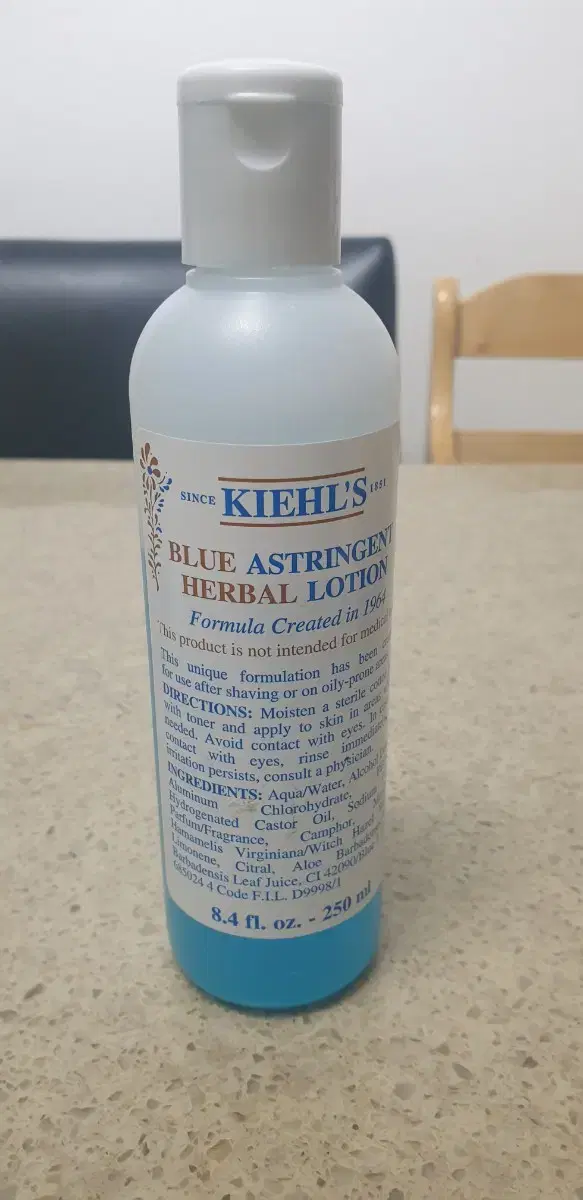 SINCE KIEHL'S 1851
BLUE ASTRINGENT
HERBAL LOTION
Formula Created in 1964
This product is not intended for
This unique formulation has been
for use after shaving or on oily-prone
DIRECTIONS: Moisten a sterile
with toner and apply to skin in
needed. Avoid contact with eyes. In
contact with eyes, rinse
irritation persists, consult a physician.
INGREDIENTS: Aqua/Water, Alcohol
Aluminum Chlorohydrate,
Hydrogenated Castor Oil, Sodium
Parfum/Fragrance, Camphor,
Hamamelis Virginiana/Witch Hazel
Limonene, Citral, Aloe
Barbadensis Leaf Juice, CI 42090/Blue
4 Code F.I.L. D9998/1
8.4 fl. oz. - 250 ml